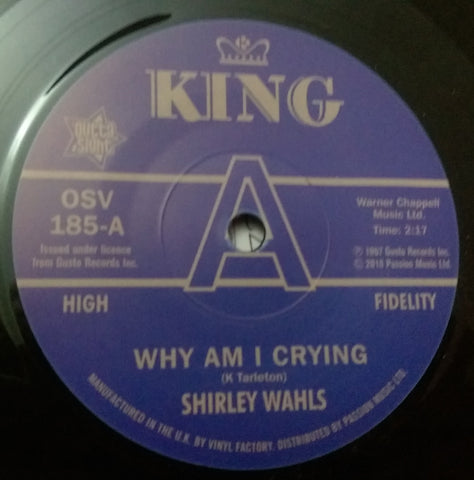 KING
outta
sight
OSV
185-A
Issued under licence
from Gusto Records Inc.
A
Warner Chappell
Music Ltd.
Time: 2:17
℗ 1967 Gusto Records Inc.
© 2018 Passion Music Ltd.
HIGH
FIDELITY
WHY AM I CRYING
(K Tarleton)
SHIRLEY WAHLS
MANUFACTURED IN THE U.K. BY VINYL FACTORY. DISTRIBUTED BY PASSION MUSIC LTD.